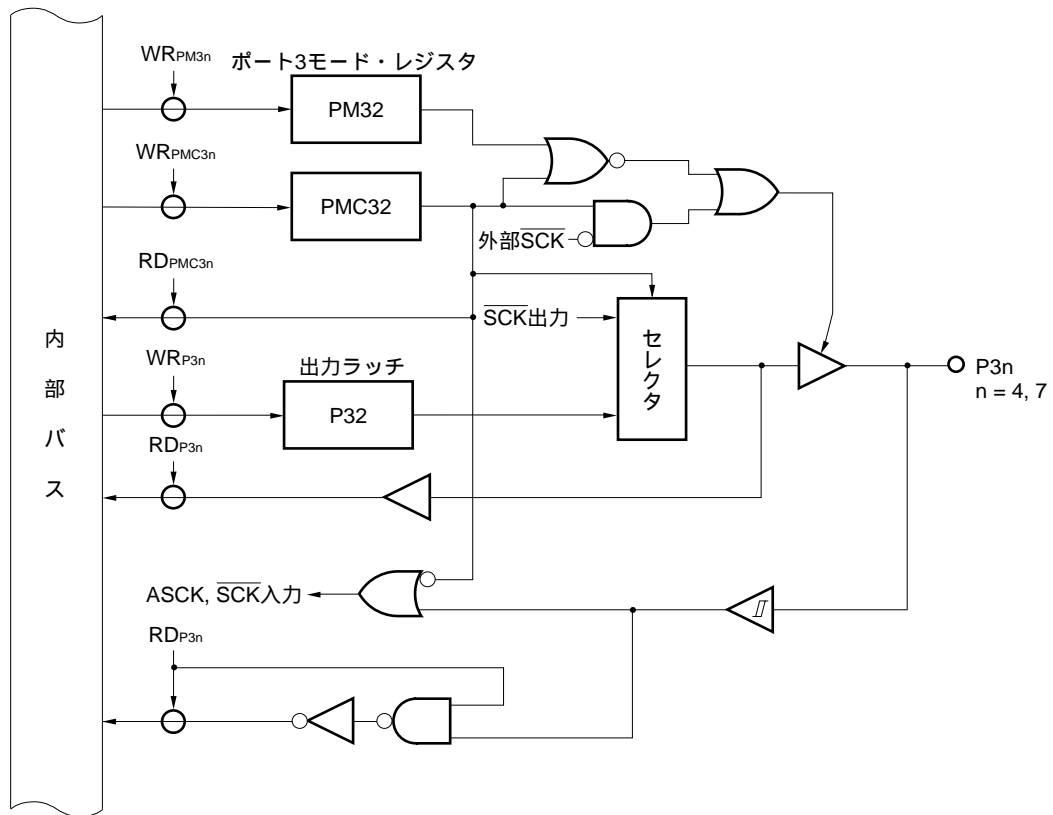 WRPM3n
ポート3モード・レジスタ
PM32
WRPMC3n
PMC32
外部SCK
RDPMC3n
SCK出力
セレクタ
内部バス
WRP3n
出力ラッチ
P32
P3n
n = 4, 7
RDP3n
ASCK, SCK入力
RDP3n